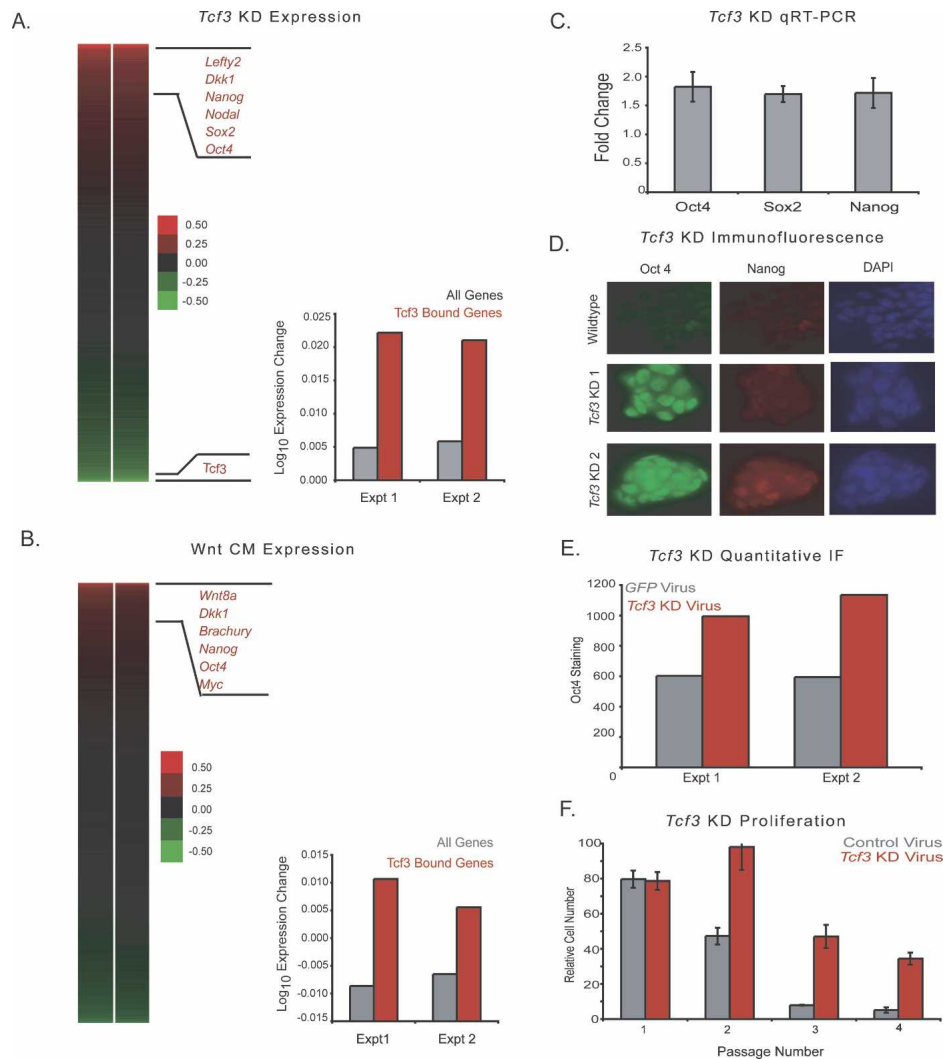 A.
Tcf3 KD Expression
Lefty2
Dkk1
Nanog
Nodal
Sox2
Oct4
0.50
0.25
0.00
-0.25
-0.50
Tcf3
All Genes
Tcf3 Bound Genes
0.025
0.020
0.015
0.010
0.005
0.000
Log10 Expression Change
Expt 1
Expt 2
B.
Wnt CM Expression
Wnt8a
Dkk1
Brachury
Nanog
Oct4
Myc
0.50
0.25
0.00
-0.25
-0.50
All Genes
Tcf3 Bound Genes
0.015
0.010
0.005
0.000
-0.005
-0.010
-0.015
Log10 Expression Change
Expt1
Expt 2
C.
Tcf3 KD qRT-PCR
2.5
2.0
1.5
1.0
0.5
0
Fold Change
Oct4
Sox2
Nanog
D.
Tcf3 KD Immunofluorescence
Oct 4
Nanog
DAPI
Wildtype
Tcf3 KD 1
Tcf3 KD 2
E.
Tcf3 KD Quantitative IF
GFP Virus
Tcf3 KD Virus
1200
1000
800
600
400
200
0
Oct4 Staining
Expt 1
Expt 2
F.
Tcf3 KD Proliferation
Control Virus
Tcf3 KD Virus
100
80
60
40
20
0
Relative Cell Number
1
2
3
4
Passage Number